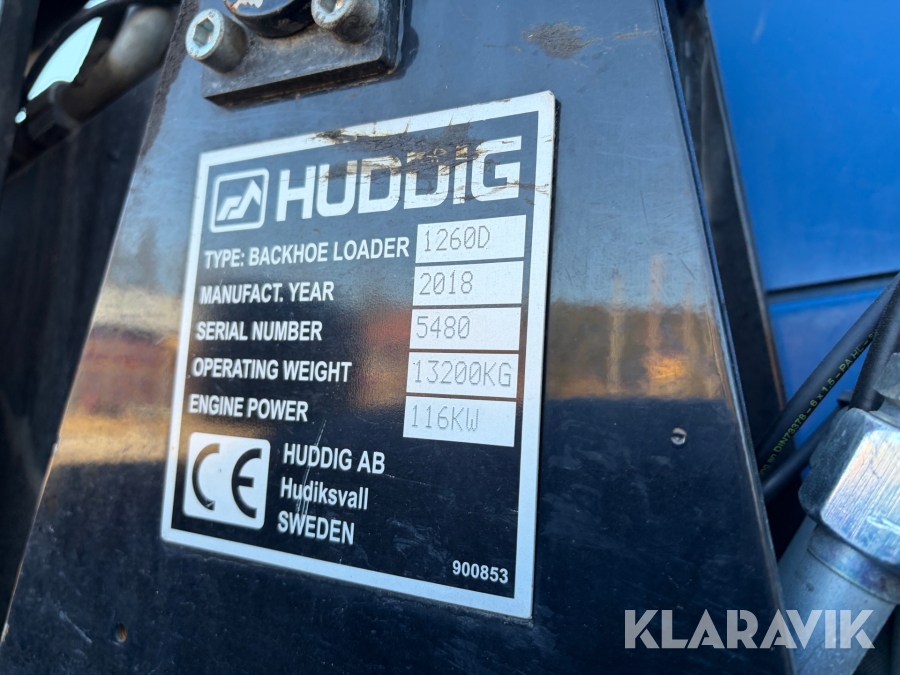 HUDDIG
TYPE: BACKHOE LOADER 1260D
MANUFACT. YEAR 2018
SERIAL NUMBER 5480
OPERATING WEIGHT 13200KG
ENGINE POWER 116KW
CE
HUDDIG AB
Hudiksvall
SWEDEN
900853
KLARAVIK